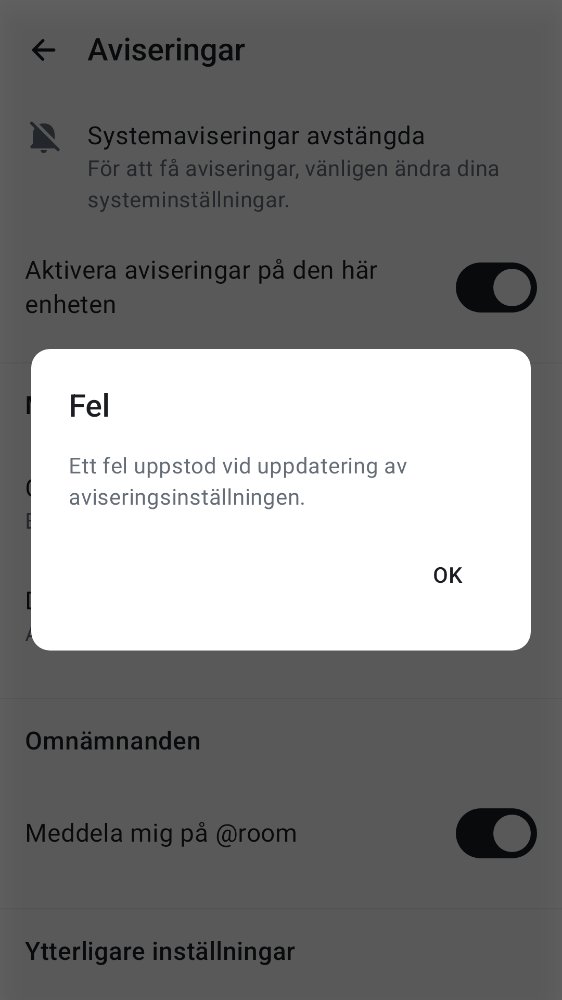 Aviseringar
Systemaviseringar avstängda
För att få aviseringar, vänligen ändra dina
systeminställningar.
Aktivera aviseringar på den här
enheten
Fel
Ett fel uppstod vid uppdatering av
aviseringsinställningen.
OK
Omnämnanden
Meddela mig på @room
Ytterligare inställningar